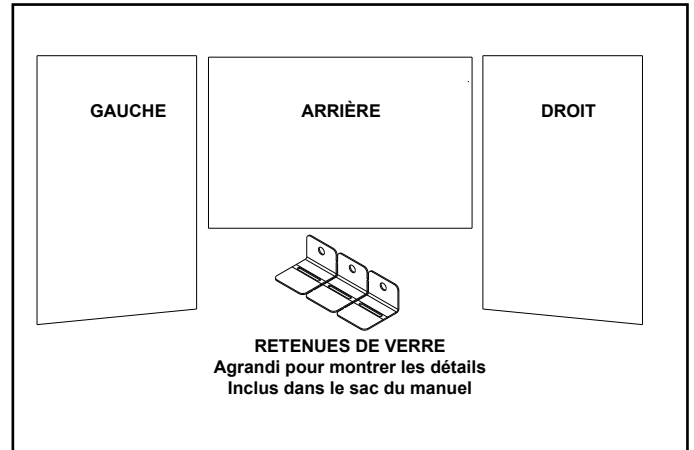 GAUCHE
ARRIÈRE
DROIT
RETENUES DE VERRE
Agrandi pour montrer les détails
Inclus dans le sac du manuel